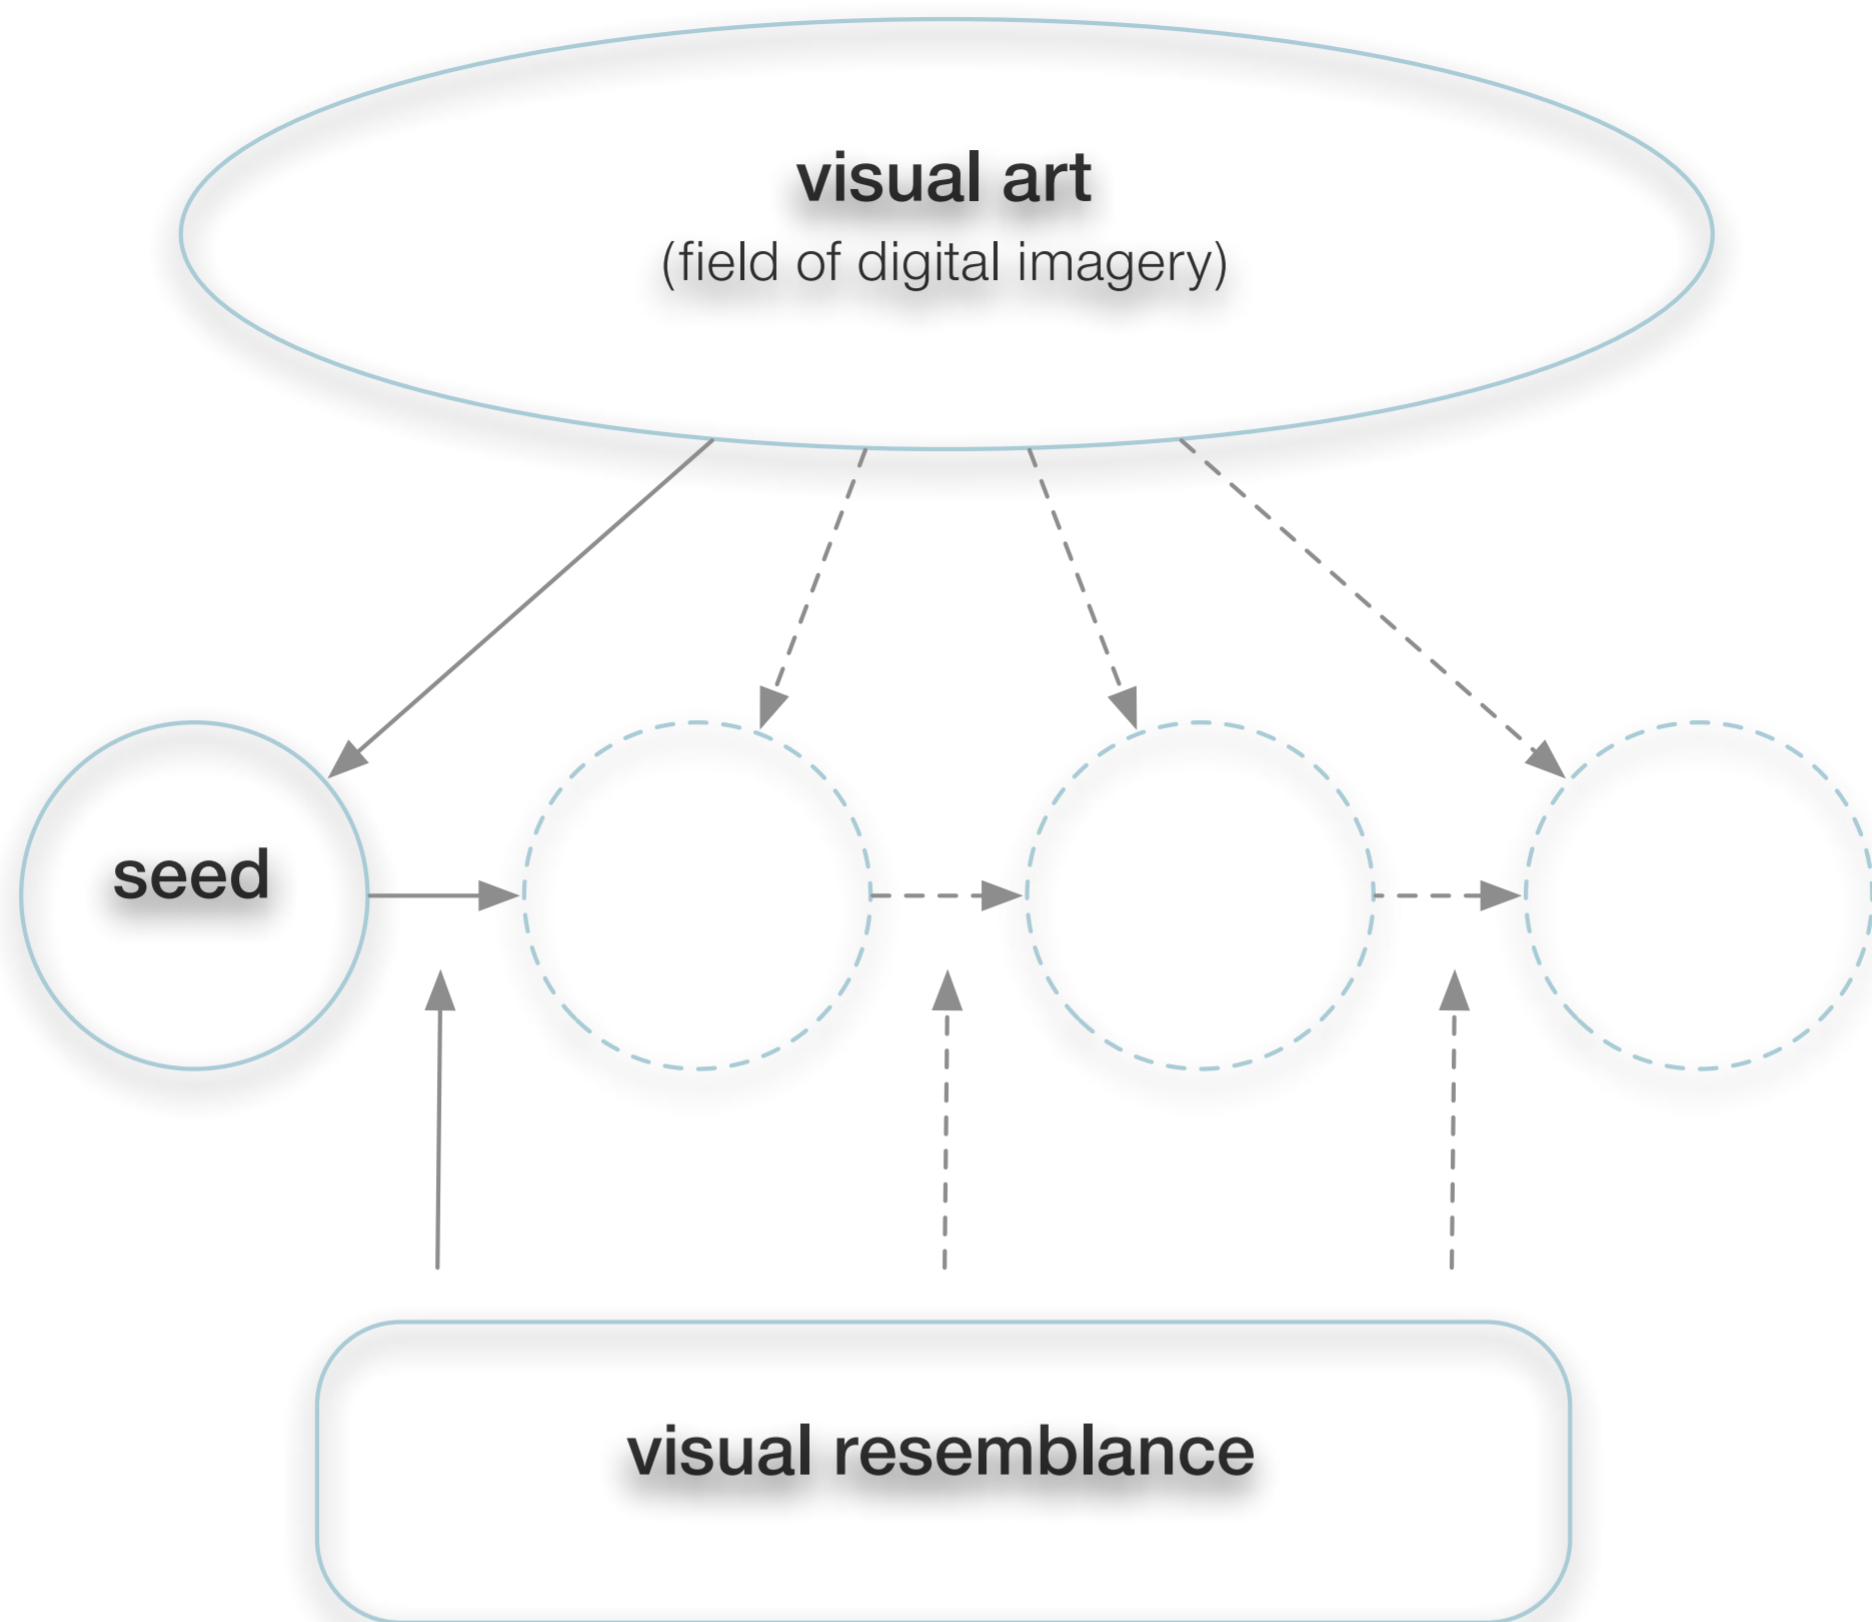 visual art
(field of digital imagery)
seed
visual resemblance